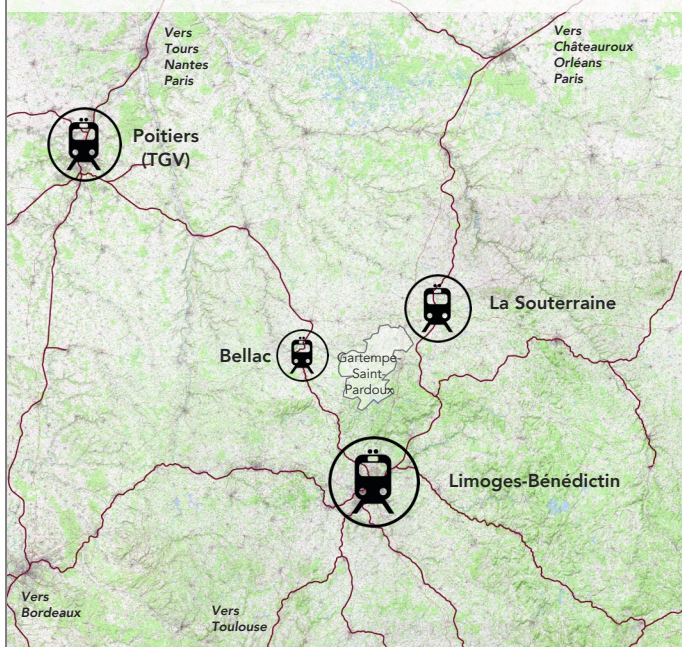 Vers
Tours
Nantes
Paris
Vers
Châteauroux
Orléans
Paris
Poitiers
(TGV)
La Souterraine
Bellac
Gartempe-
Saint-
Pardoux
Limoges-Bénédictin
Vers
Bordeaux
Vers
Toulouse